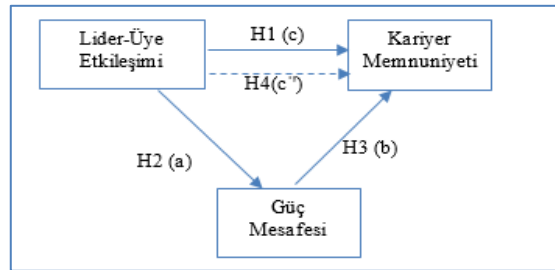 Lider-Üye
Etkileşimi
H1 (c)
Kariyer
Memnuniyeti
H4(c'')
H2 (a)
H3 (b)
Güç
Mesafesi